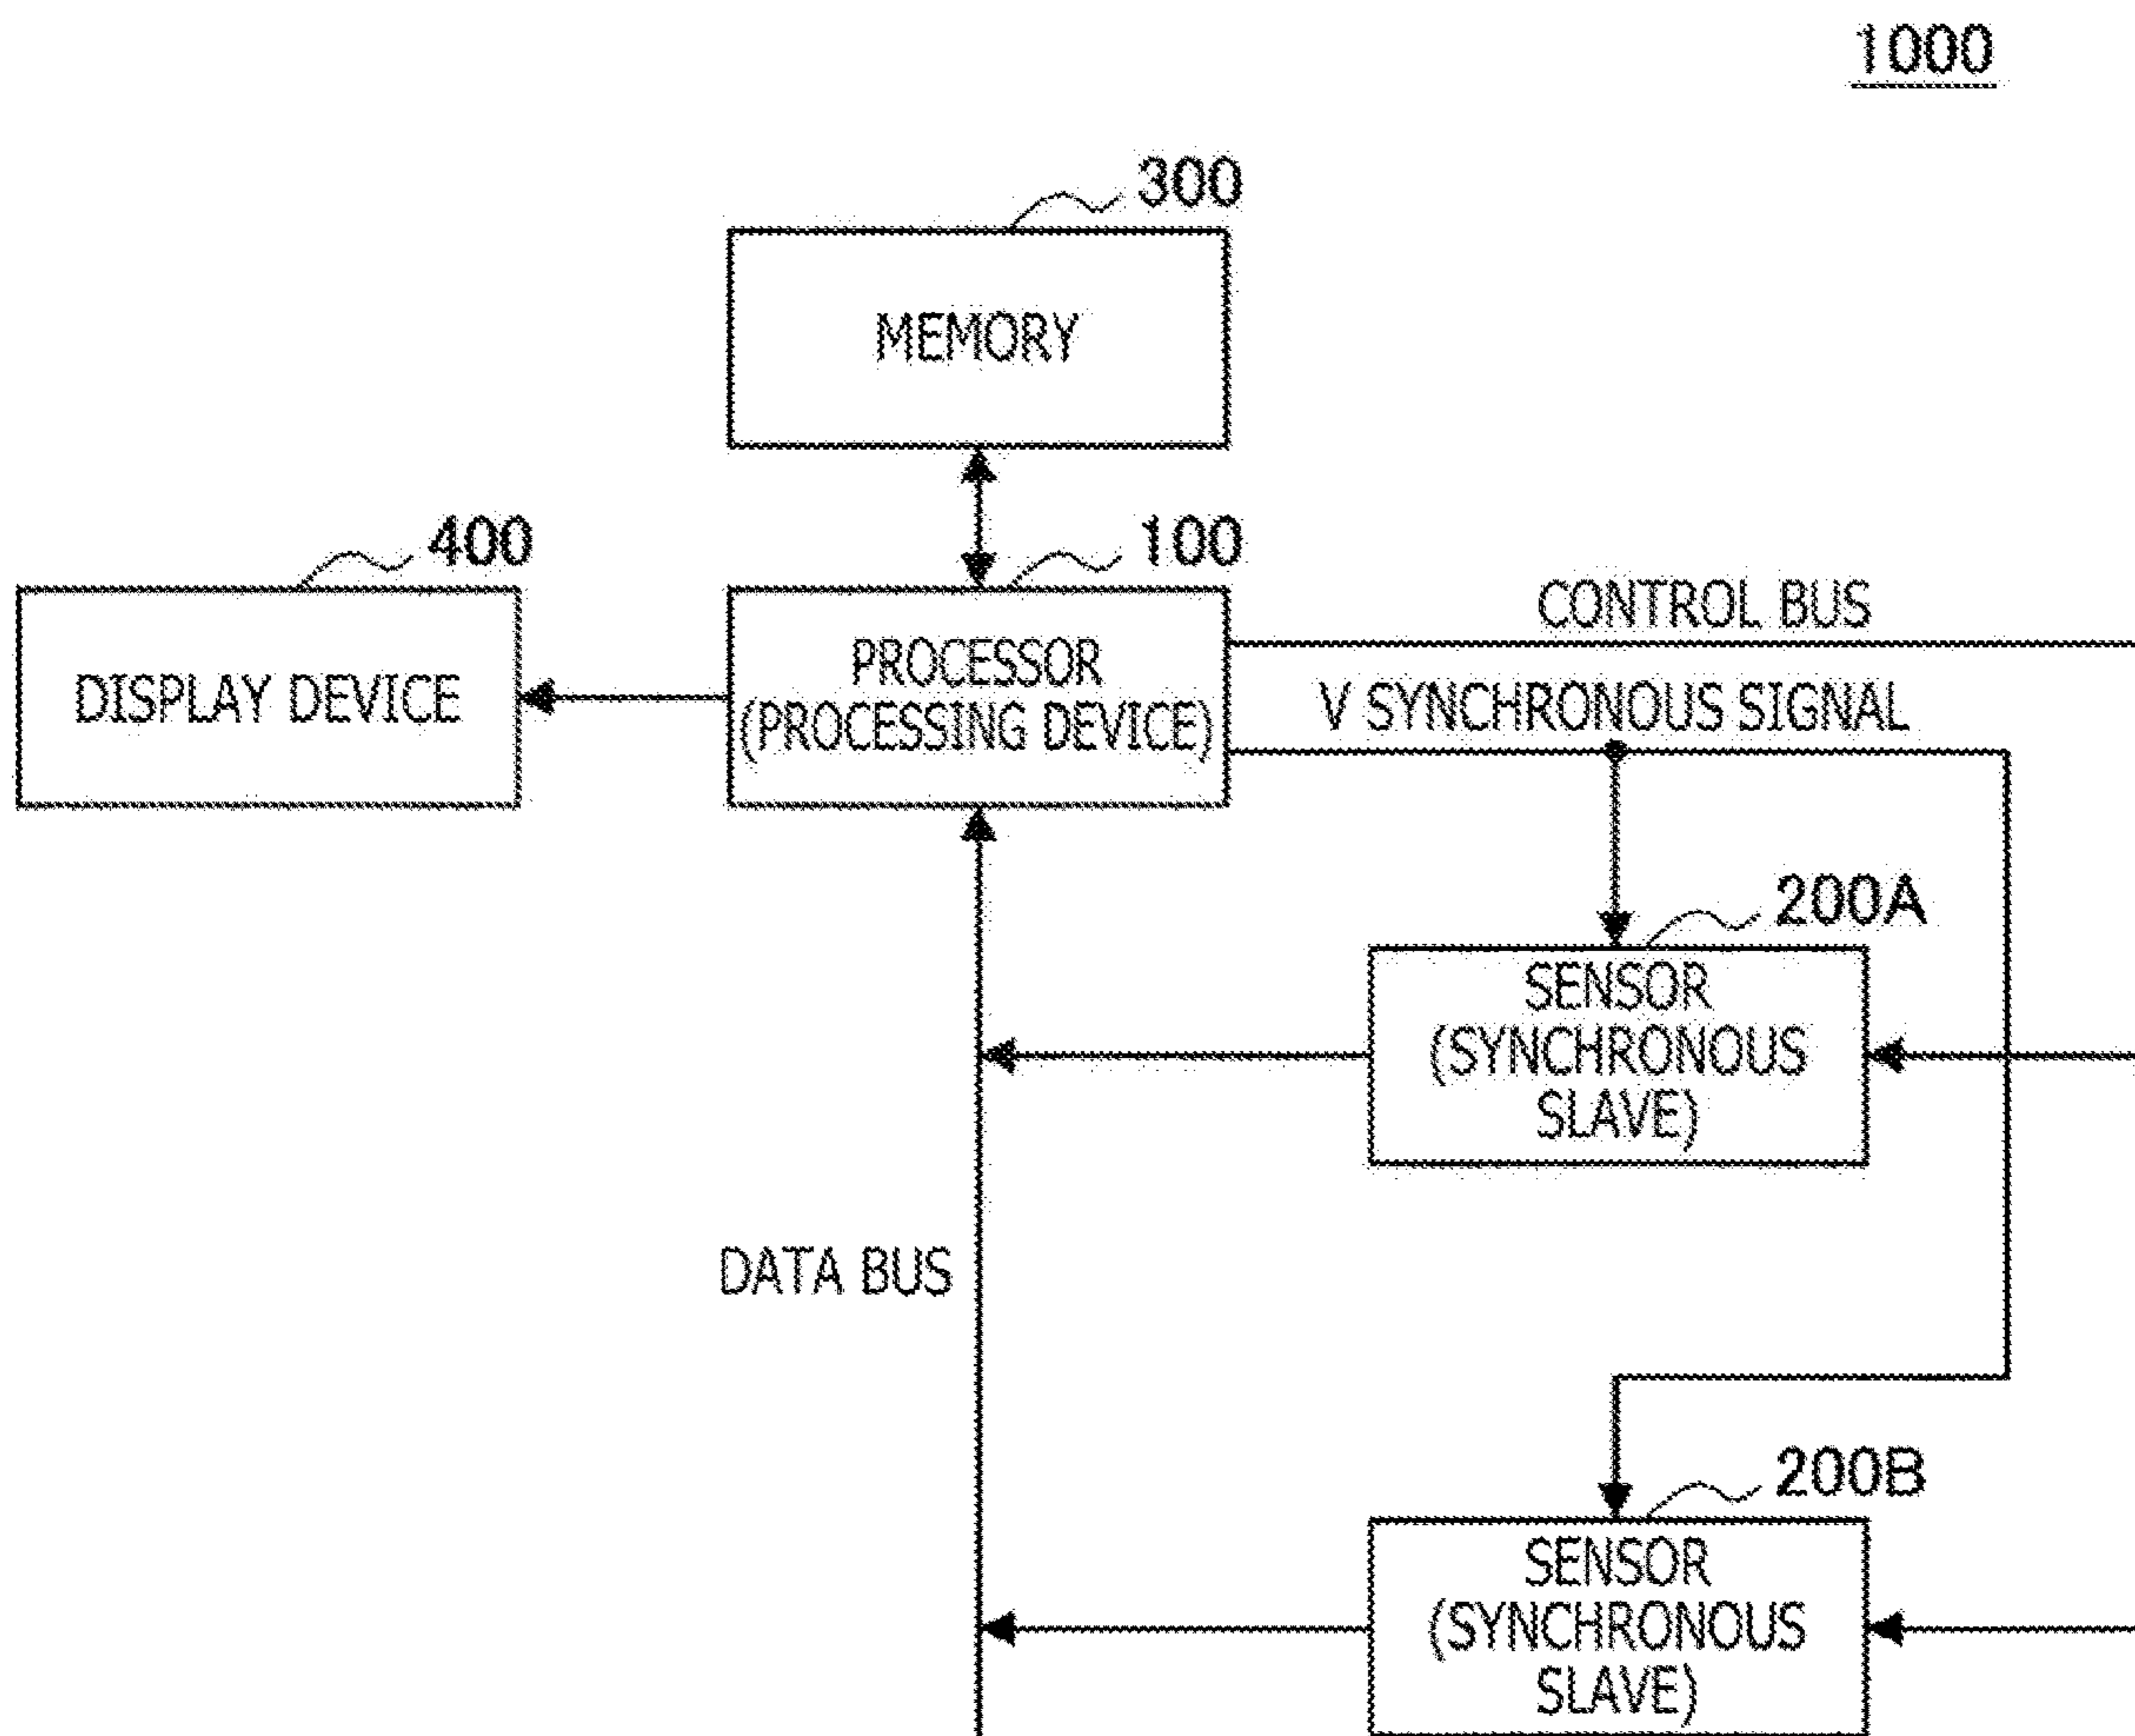 1000
300
MEMORY
400
100
DISPLAY DEVICE
PROCESSOR
(PROCESSING DEVICE)
CONTROL BUS
V SYNCHRONOUS SIGNAL
200A
SENSOR
(SYNCHRONOUS
SLAVE)
DATA BUS
200B
SENSOR
(SYNCHRONOUS
SLAVE)